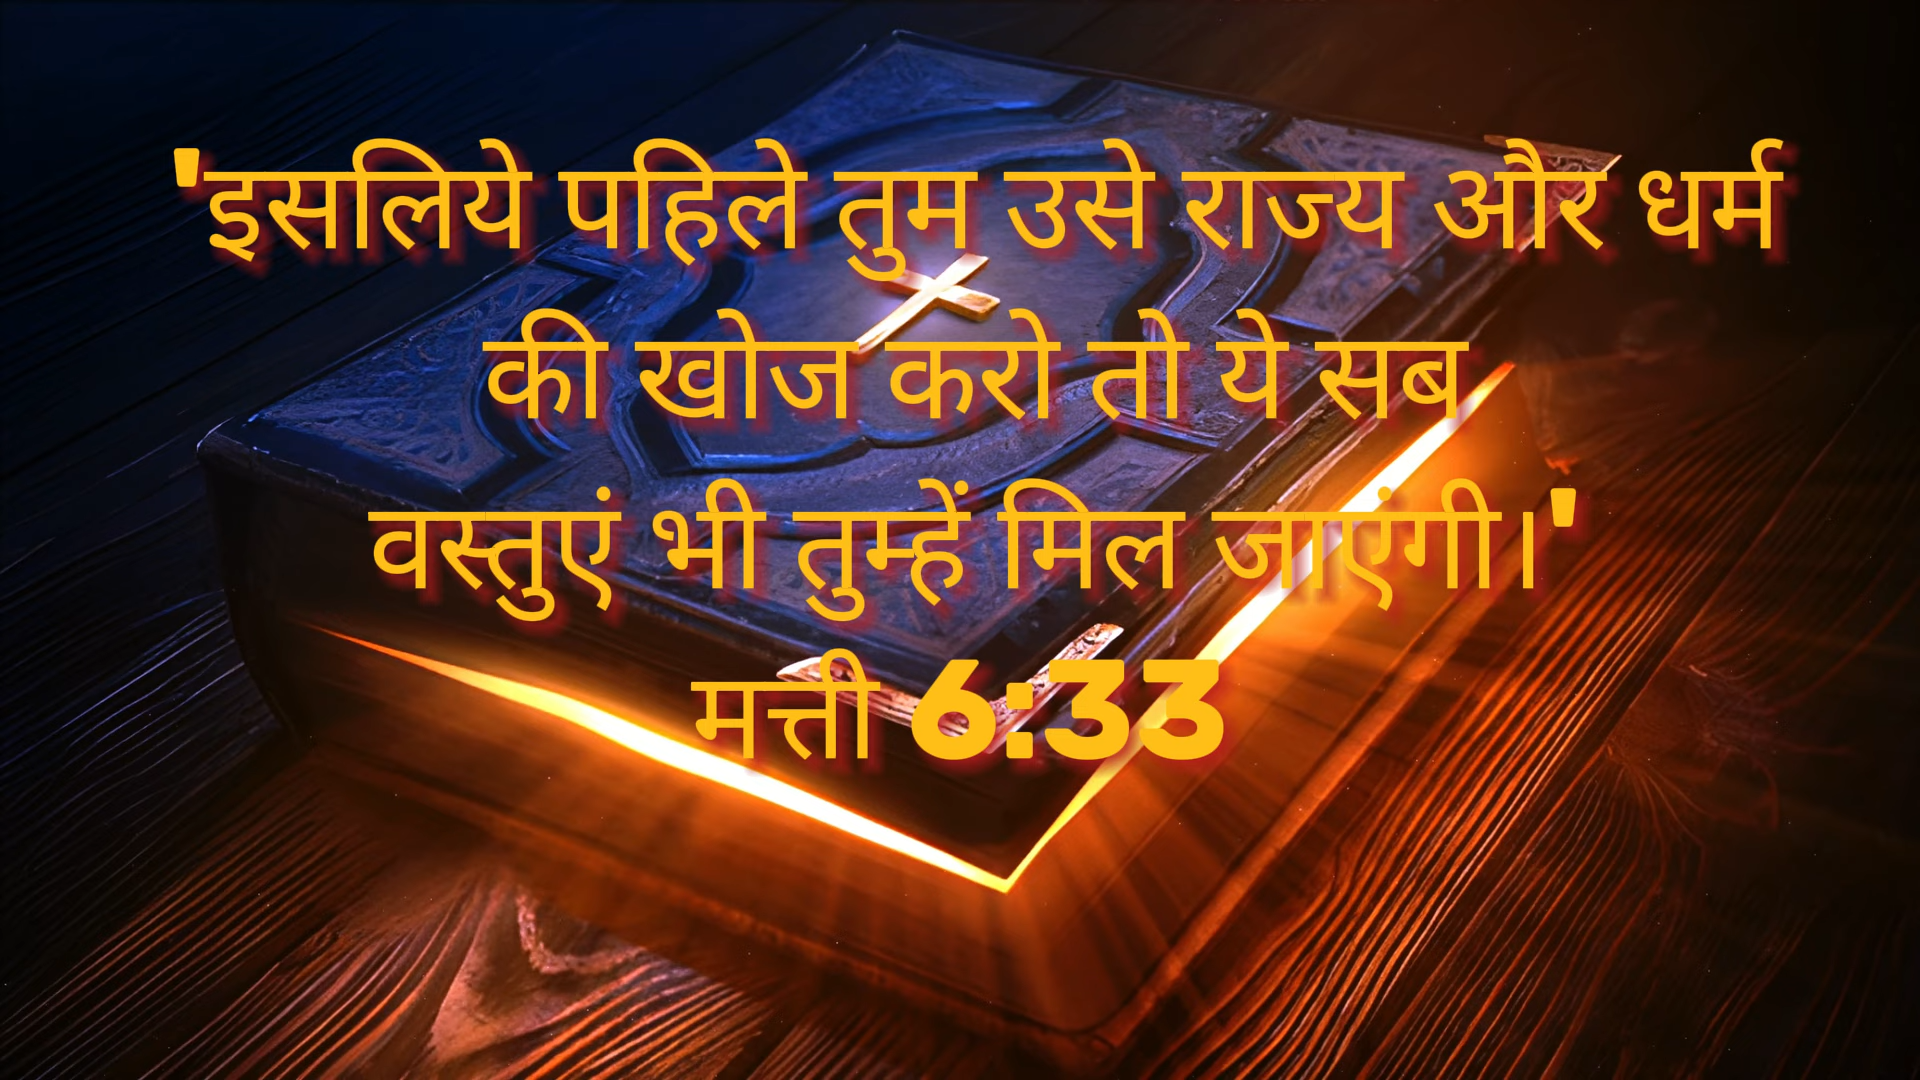 'इसलिये पहिले तुम उसे राज्य और धर्म
की खोज करो तो ये सब
वस्तुएं भी तुम्हें मिल जाएंगी।'
मत्ती 6:33